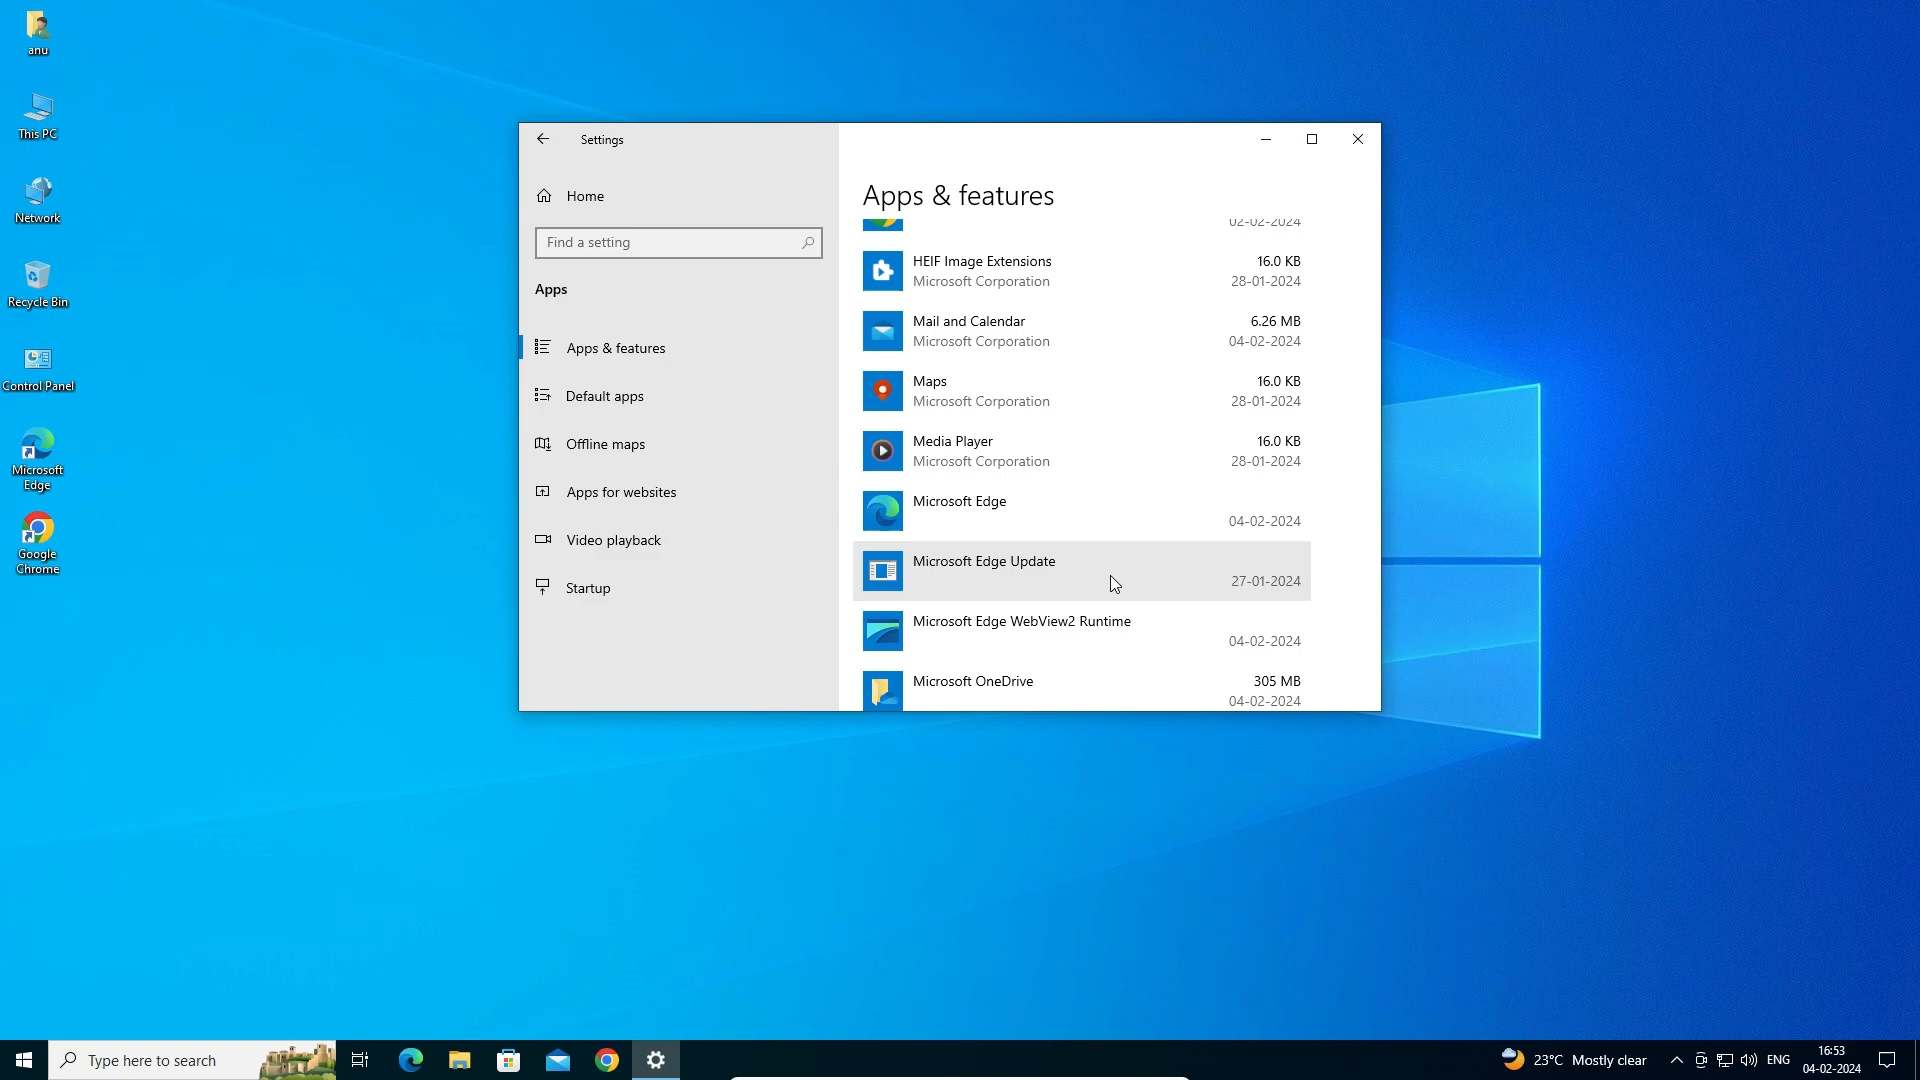 anu
This PC
Network
Recycle Bin
Control Panel
Microsoft
Edge
Google
Chrome
Settings
Home
Find a setting
Apps
Apps & features
Default apps
Offline maps
Apps for websites
Video playback
Startup
Apps & features
02-02-2024
HEIF Image Extensions 16.0 KB
Microsoft Corporation 28-01-2024
Mail and Calendar 6.26 MB
Microsoft Corporation 04-02-2024
Maps 16.0 KB
Microsoft Corporation 28-01-2024
Media Player 16.0 KB
Microsoft Corporation 28-01-2024
Microsoft Edge
04-02-2024
Microsoft Edge Update
27-01-2024
Microsoft Edge WebView2 Runtime
04-02-2024
Microsoft OneDrive 305 MB
04-02-2024
Type here to search
23°C Mostly clear
ENG
16:53
04-02-2024